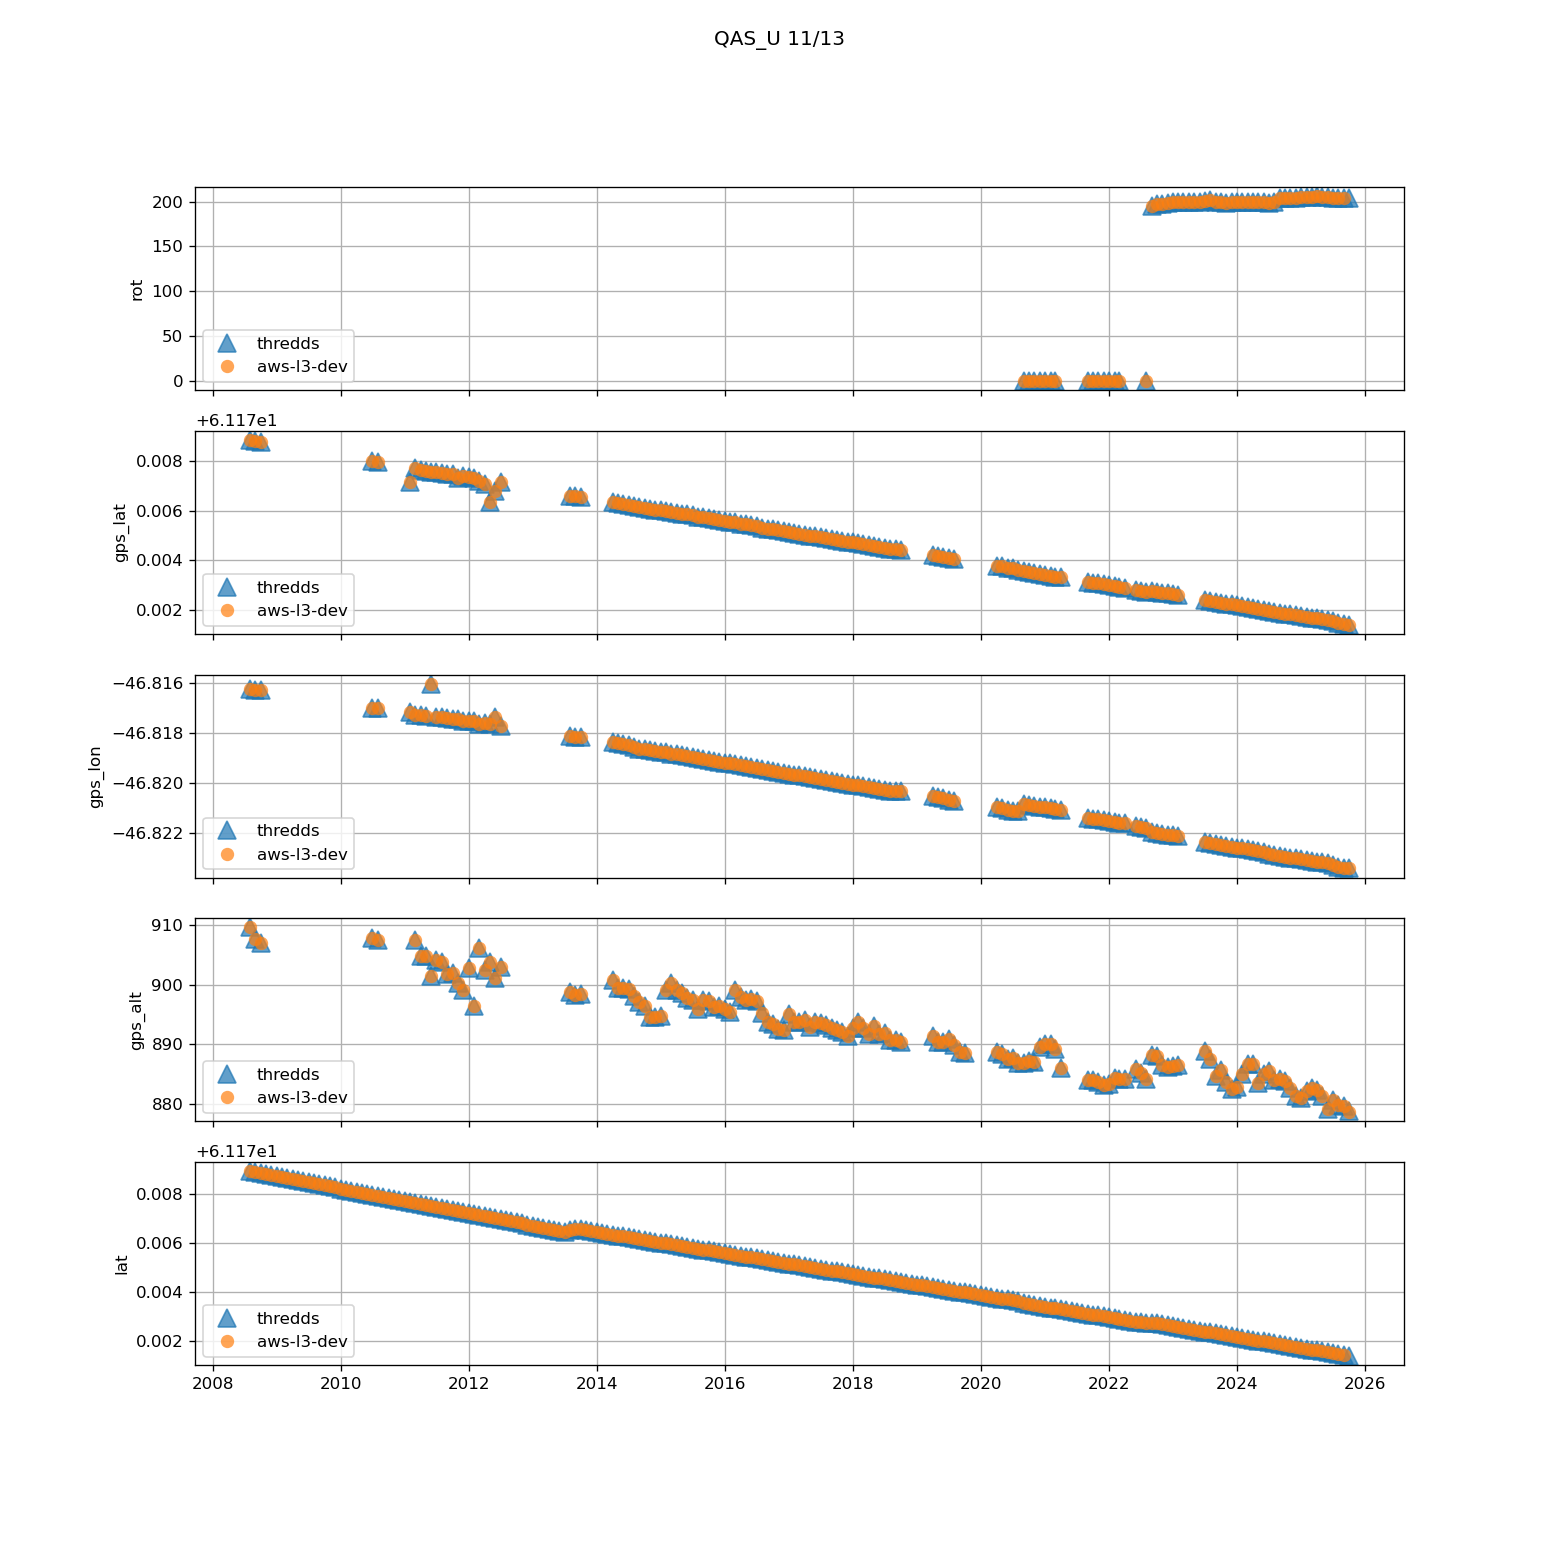 QAS_U 11/13
200
150
100
50
0
rot
thredds
aws-l3-dev
+6.117e1
0.008
0.006
0.004
0.002
gps_lat
thredds
aws-l3-dev
−46.816
−46.818
−46.820
−46.822
gps_lon
thredds
aws-l3-dev
910
900
890
880
gps_alt
thredds
aws-l3-dev
+6.117e1
0.008
0.006
0.004
0.002
lat
thredds
aws-l3-dev
2008 2010 2012 2014 2016 2018 2020 2022 2024 2026